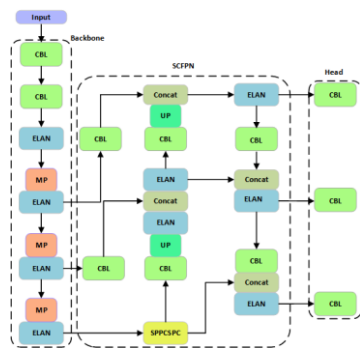 Input
Backbone
SCFPN
Head
CBL
CBL
ELAN
MP
ELAN
MP
ELAN
MP
ELAN
CBL
CBL
Concat
UP
CBL
ELAN
Concat
ELAN
UP
CBL
SPPCSPC
ELAN
CBL
Concat
ELAN
CBL
Concat
ELAN
CBL
CBL
CBL